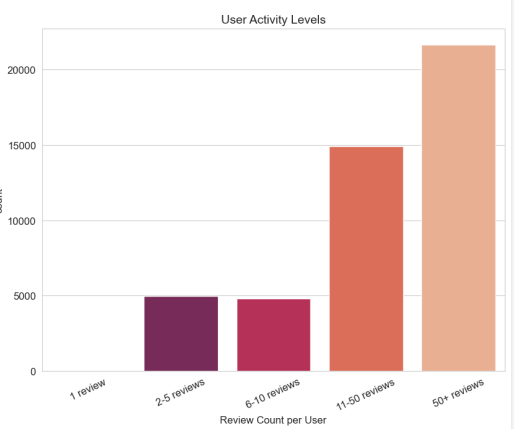 User Activity Levels
20000
15000
10000
5000
0
1 review
2-5 reviews
6-10 reviews
11-50 reviews
50+ reviews
Review Count per User